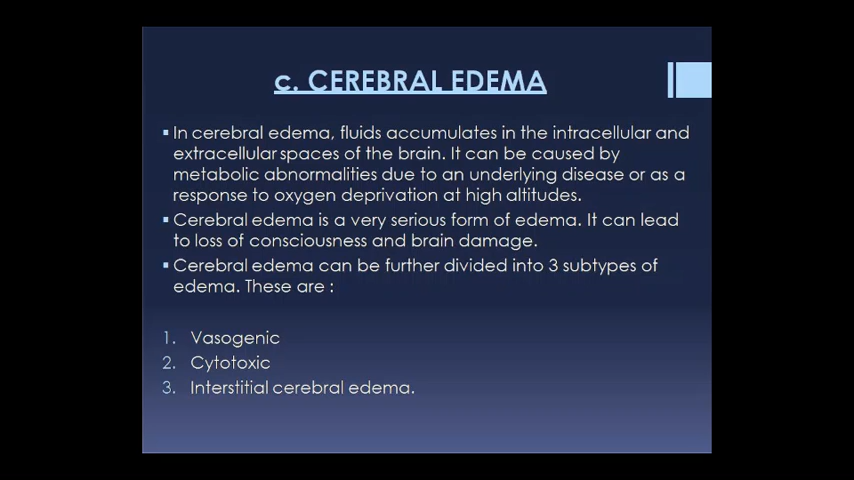 c. CEREBRAL EDEMA
▪ In cerebral edema, fluids accumulates in the intracellular and
extracellular spaces of the brain. It can be caused by
metabolic abnormalities due to an underlying disease or as a
response to oxygen deprivation at high altitudes.
▪ Cerebral edema is a very serious form of edema. It can lead
to loss of consciousness and brain damage.
▪ Cerebral edema can be further divided into 3 subtypes of
edema. These are :
1. Vasogenic
2. Cytotoxic
3. Interstitial cerebral edema.